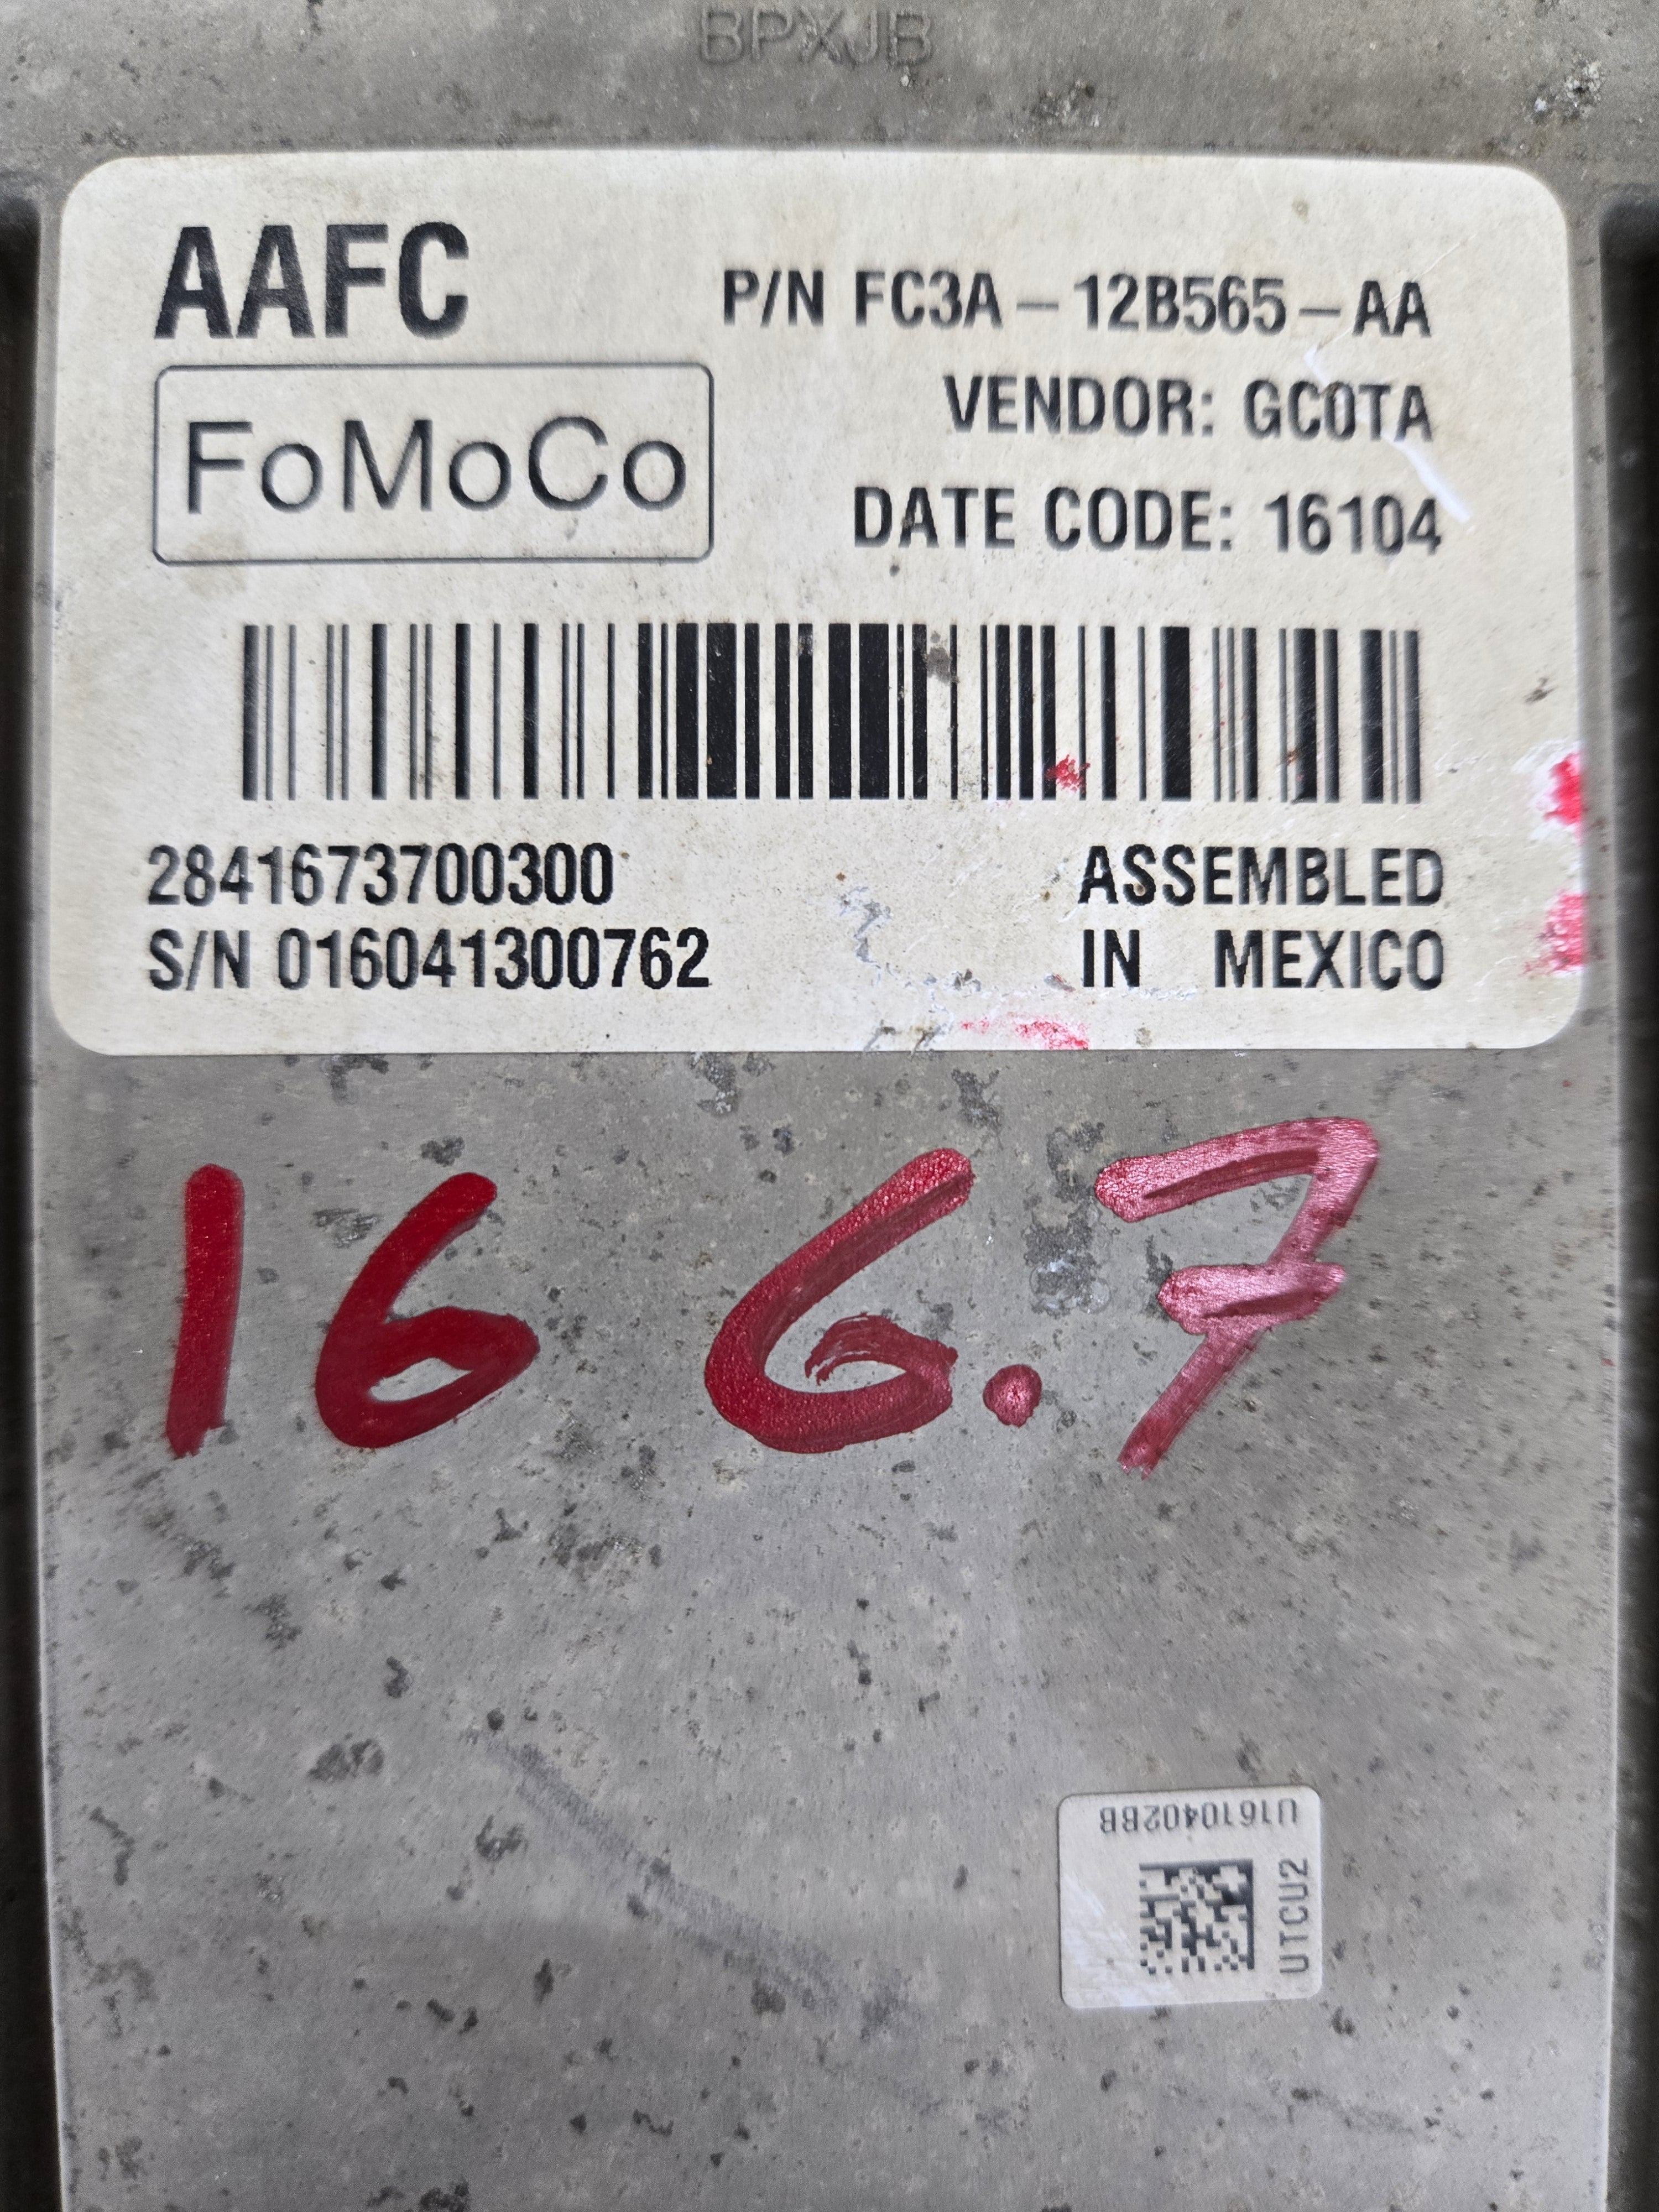 BPXJB
AAFC
P/N FC3A-12B565-AA
FoMoCo
VENDOR: GC0TA
DATE CODE: 16104
2841673700300
ASSEMBLED
S/N 016041300762
IN MEXICO
16 6.7
U1610402BB
UTCU2